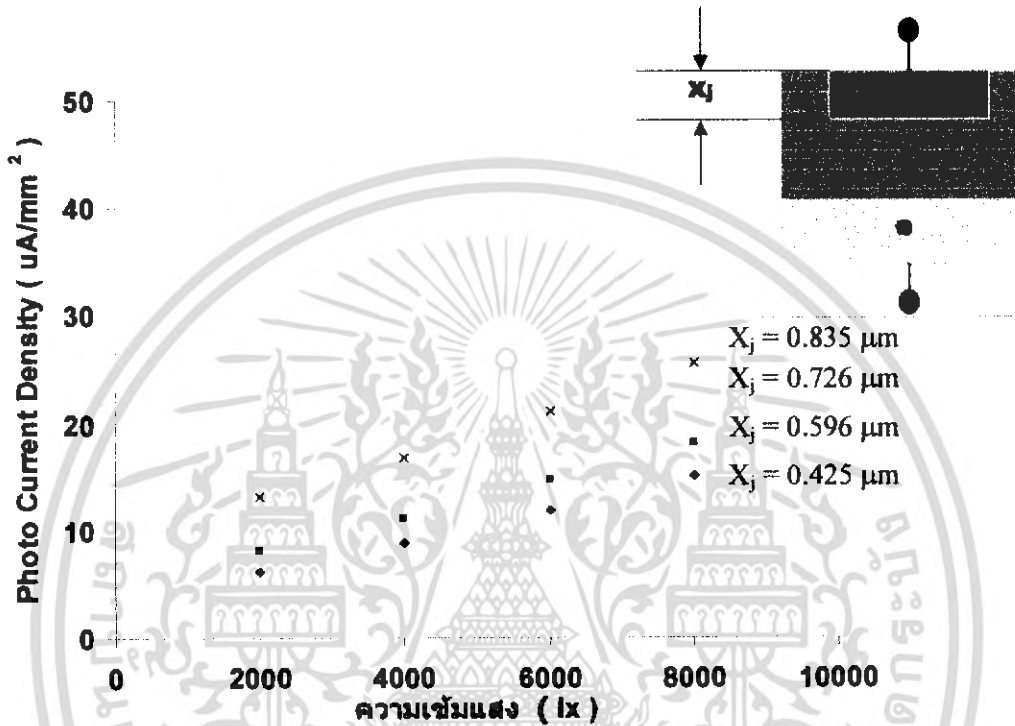 Xj
50
40
30
20
10
0
Photo Current Density ( uA/mm ²
Xj = 0.835 μm
Xj = 0.726 μm
Xj = 0.596 μm
Xj = 0.425 μm
0 2000 4000 6000 8000 10000
ความเข้มแสง ( lx )